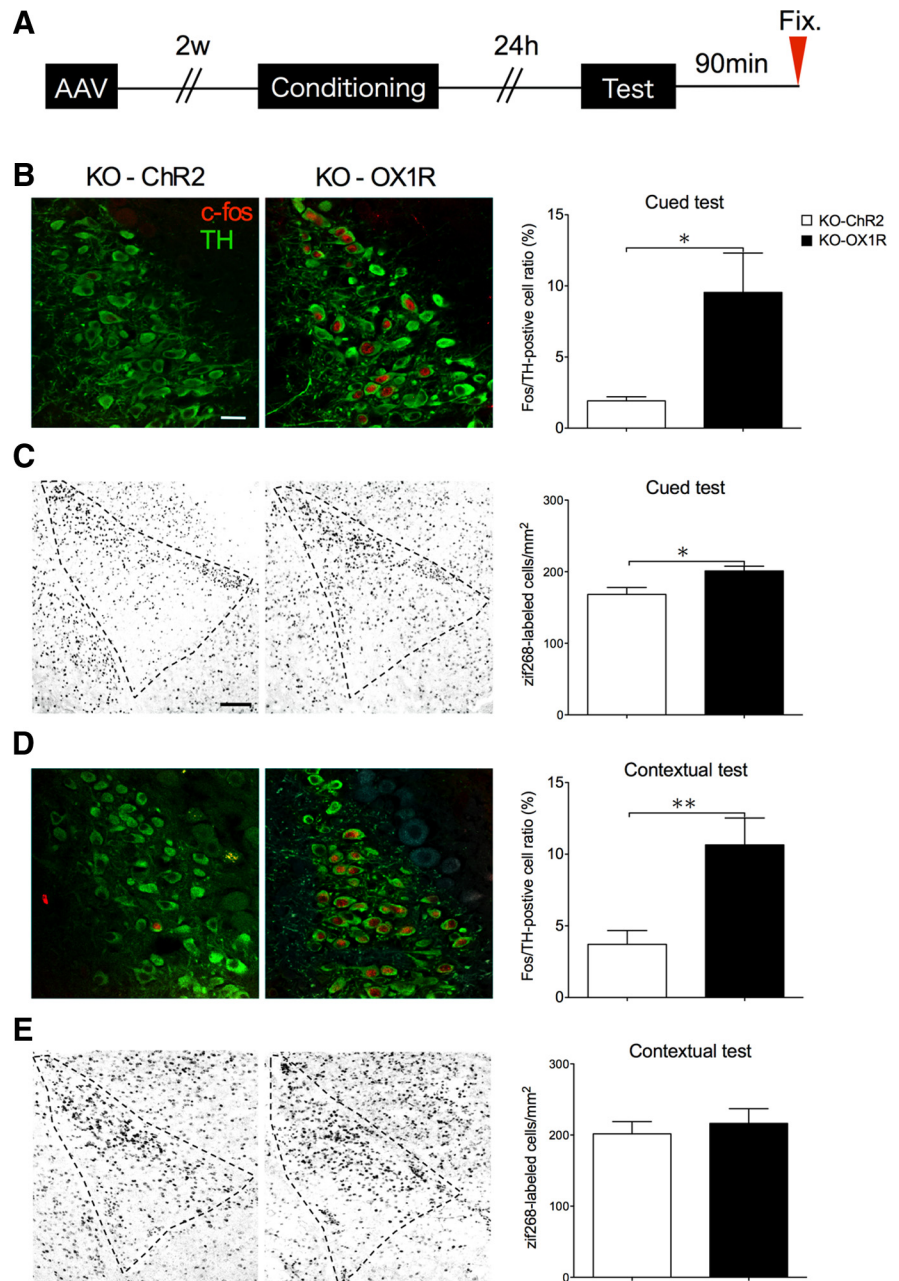 A
AAV
2w
Conditioning
24h
Test
90min
Fix.
B
KO - ChR2
KO - OX1R
c-fos
TH
Cued test
Fos/TH-postive cell ratio (%)
15
10
5
0
*
KO-ChR2
KO-OX1R
C
Cued test
zif268-labeled cells/mm²
300
200
100
0
*
D
Contextual test
Fos/TH-postive cell ratio (%)
15
10
5
0
**
E
Contextual test
zif268-labeled cells/mm²
300
200
100
0